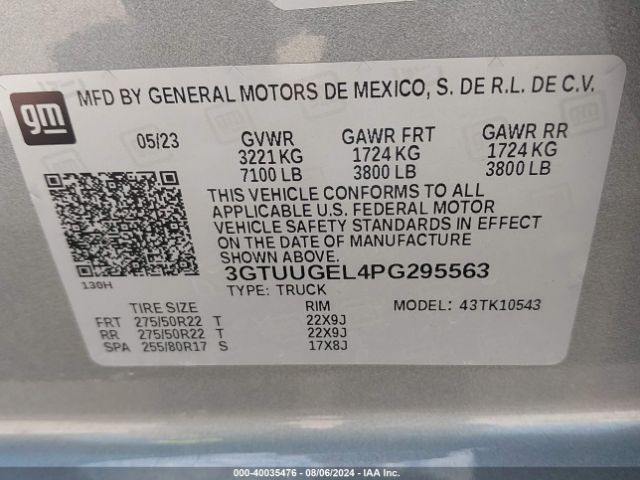 gm
MFD BY GENERAL MOTORS DE MEXICO, S. DE R.L. DE C.V.
05/23 GVWR GAWR FRT GAWR RR
3221 KG 1724 KG 1724 KG
7100 LB 3800 LB 3800 LB
THIS VEHICLE CONFORMS TO ALL
APPLICABLE U.S. FEDERAL MOTOR
VEHICLE SAFETY STANDARDS IN EFFECT
ON THE DATE OF MANUFACTURE
SHOWN ABOVE.
130H
3GTUUGEL4PG295563
TYPE: TRUCK
TIRE SIZE RIM MODEL: 43TK10543
FRT 275/50R22 T 22X9J
RR 275/50R22 T 22X9J
SPA 255/80R17 S 17X8J
000-40035476 - 08/06/2024 - IAA Inc.